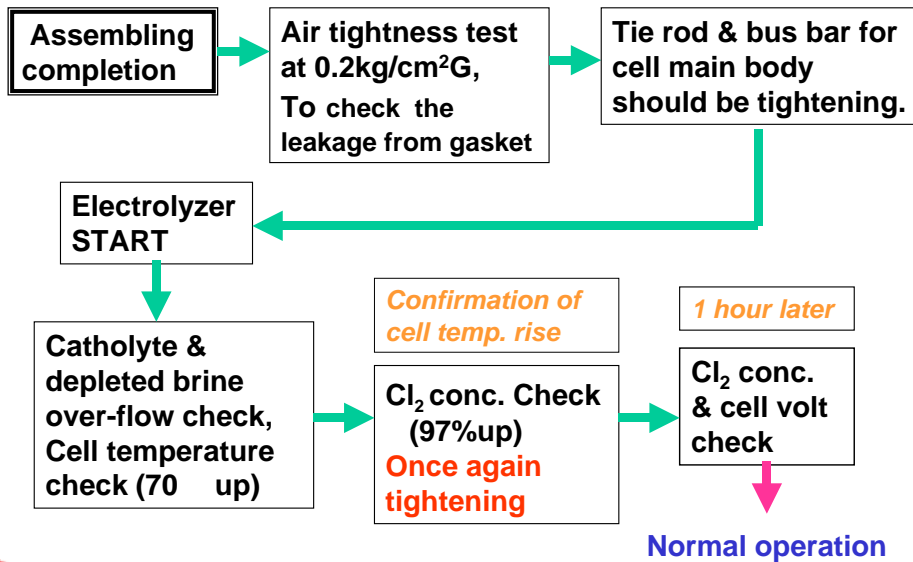 Assembling
completion
Air tightness test
at 0.2kg/cm²G,
To check the
leakage from gasket
Tie rod & bus bar for
cell main body
should be tightening.
Electrolyzer
START
Catholyte &
depleted brine
over-flow check,
Cell temperature
check (70 up)
Confirmation of
cell temp. rise
Cl₂ conc. Check
(97%up)
Once again
tightening
1 hour later
Cl₂ conc.
& cell volt
check
Normal operation